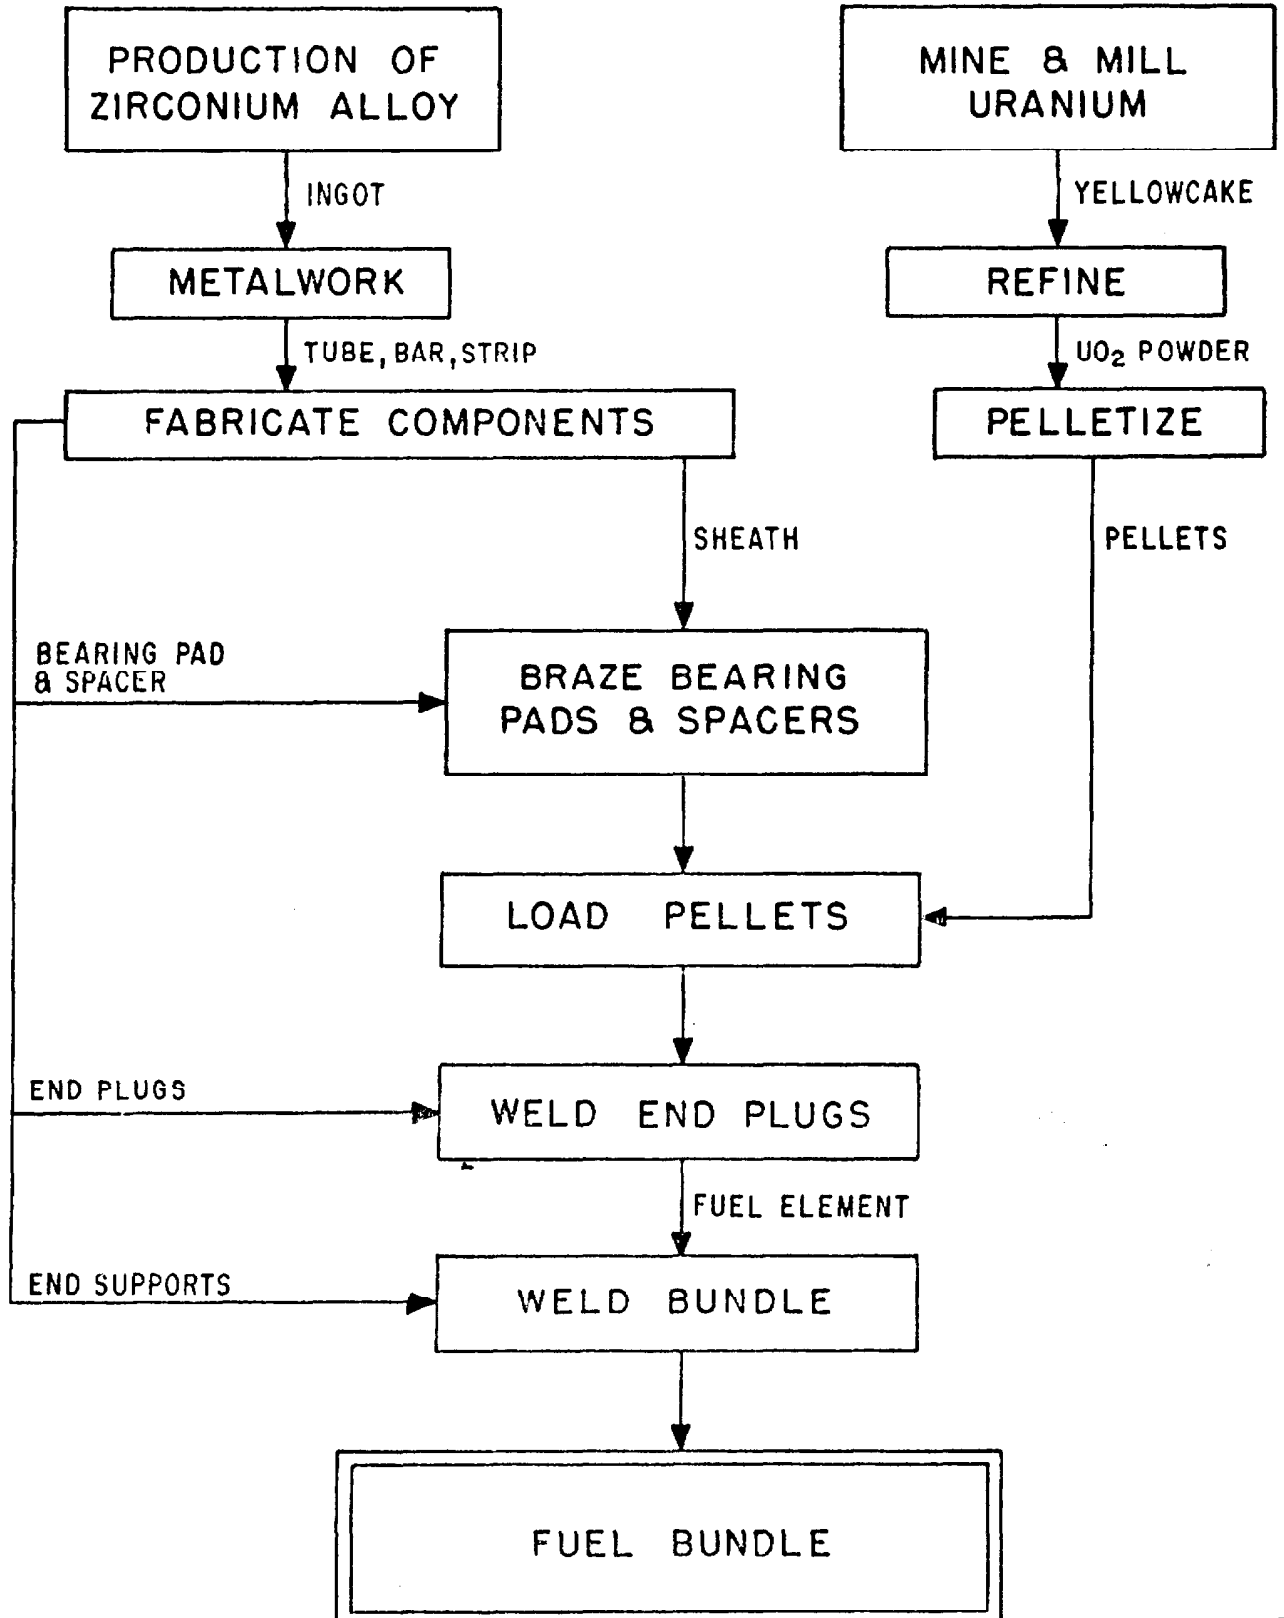 PRODUCTION OF
ZIRCONIUM ALLOY
MINE & MILL
URANIUM
INGOT
YELLOWCAKE
METALWORK
REFINE
TUBE, BAR, STRIP
UO₂ POWDER
FABRICATE COMPONENTS
PELLETIZE
SHEATH
PELLETS
BEARING PAD
& SPACER
BRAZE BEARING
PADS & SPACERS
LOAD PELLETS
END PLUGS
WELD END PLUGS
FUEL ELEMENT
END SUPPORTS
WELD BUNDLE
FUEL BUNDLE